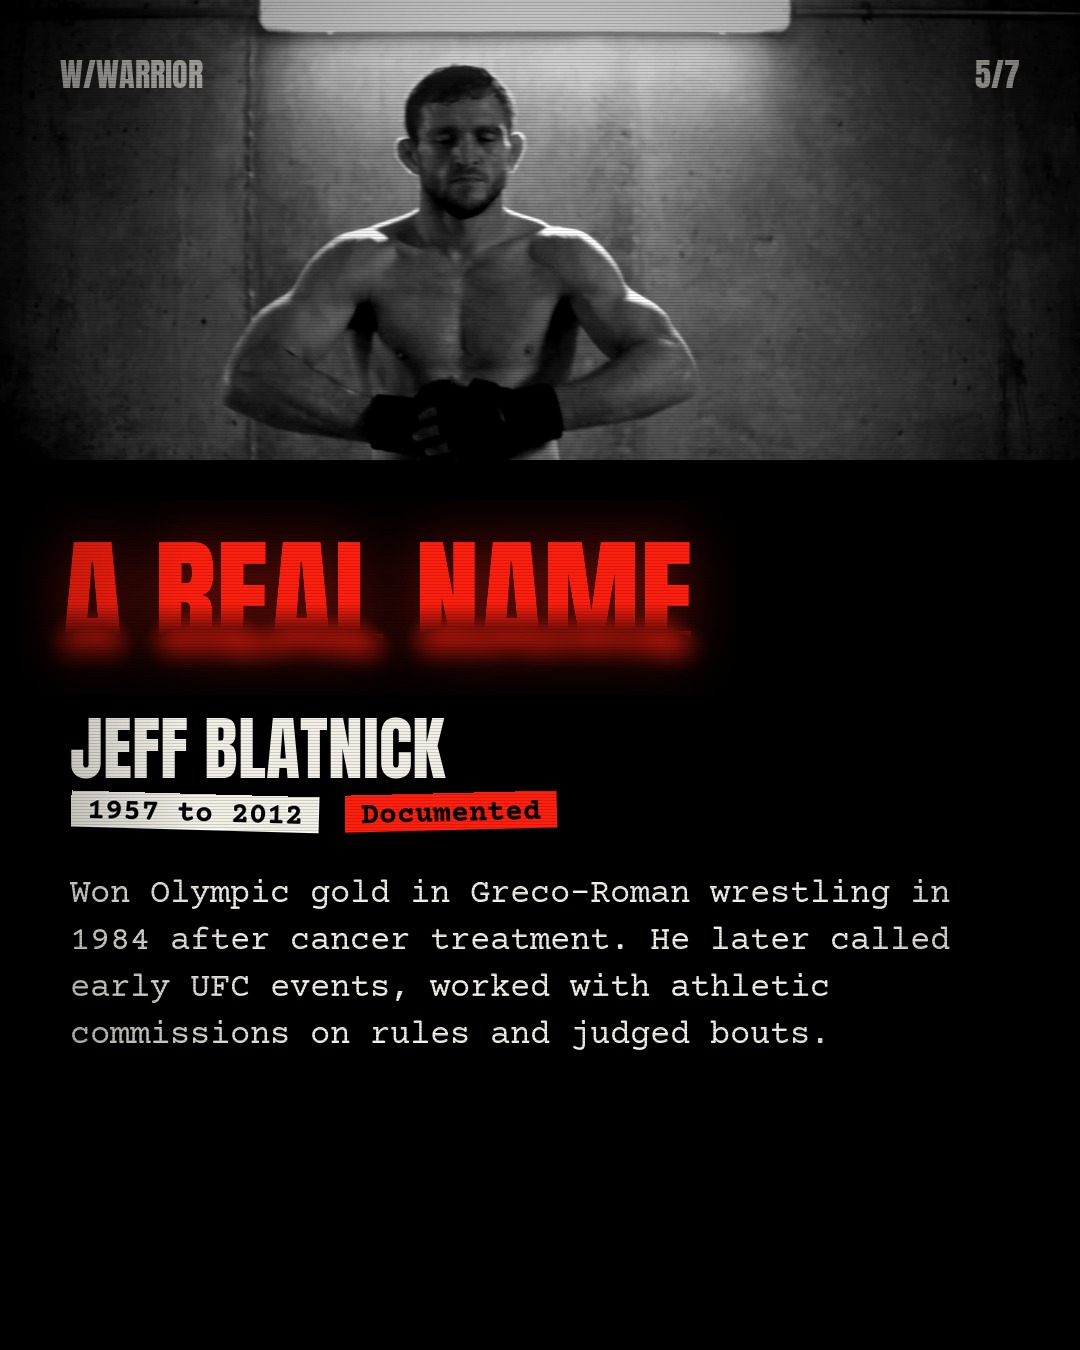 W/WARRIOR
5/7
A REAL NAME
JEFF BLATNICK
1957 to 2012
Documented
Won Olympic gold in Greco-Roman wrestling in
1984 after cancer treatment. He later called
early UFC events, worked with athletic
commissions on rules and judged bouts.